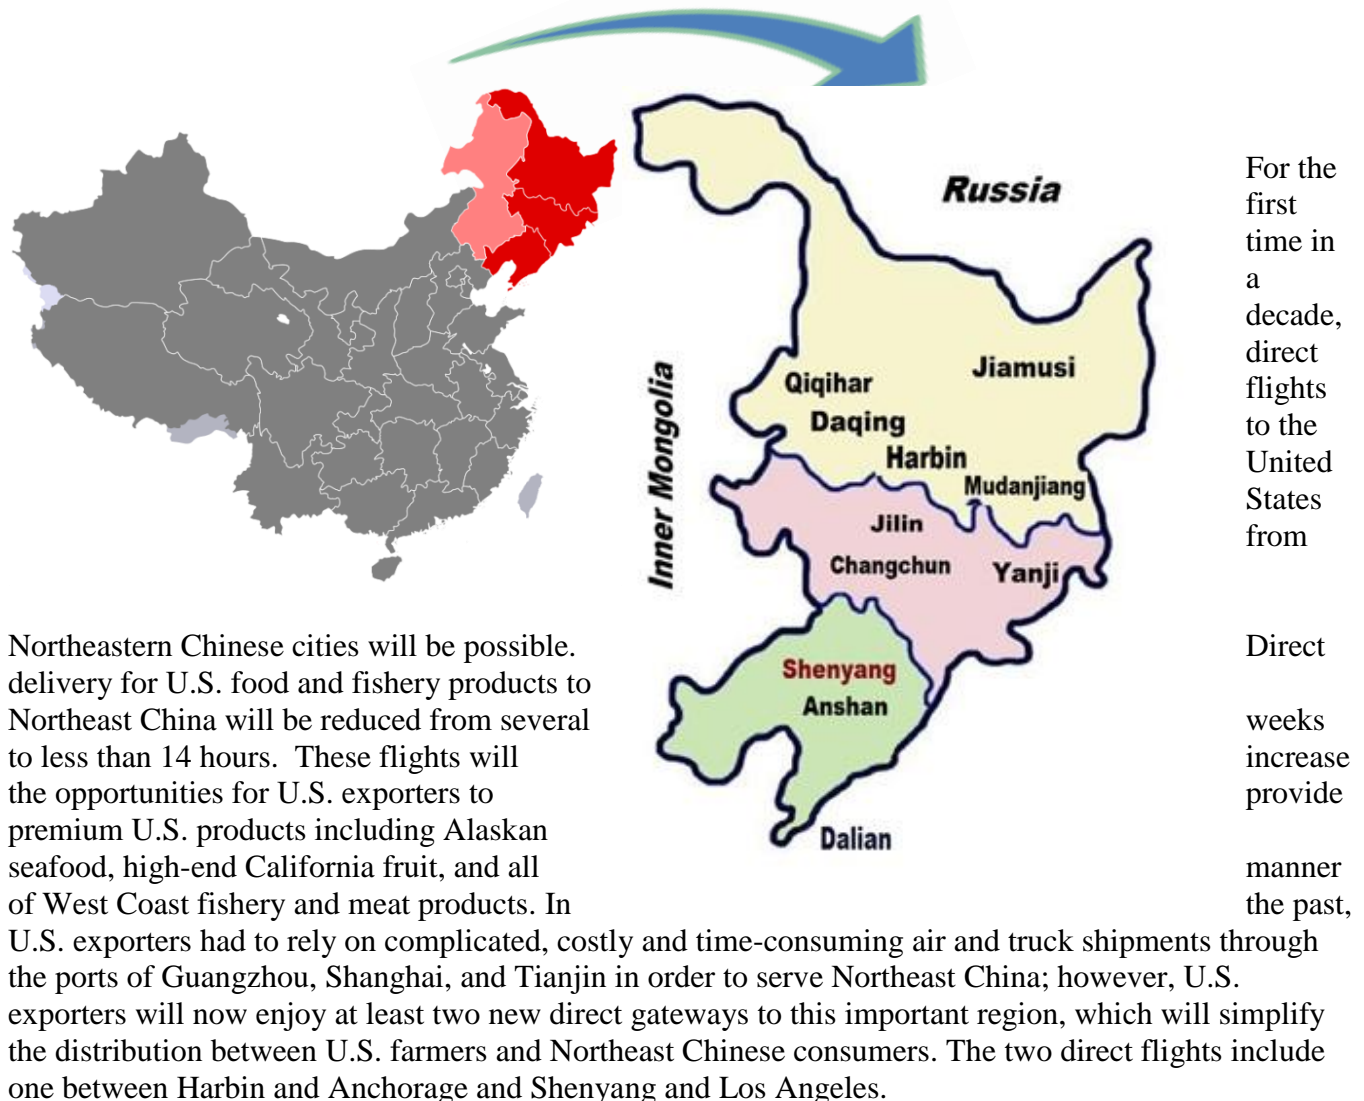 Russia
Inner Mongolia
Qiqihar
Jiamusi
Daqing
Harbin
Mudanjiang
Jilin
Changchun
Yanji
Shenyang
Anshan
Dalian
For the
first
time in
a
decade,
direct
flights
to the
United
States
from
Northeastern Chinese cities will be possible. Direct
delivery for U.S. food and fishery products to
Northeast China will be reduced from several weeks
to less than 14 hours. These flights will increase
the opportunities for U.S. exporters to provide
premium U.S. products including Alaskan
seafood, high-end California fruit, and all manner
of West Coast fishery and meat products. In the past,
U.S. exporters had to rely on complicated, costly and time-consuming air and truck shipments through
the ports of Guangzhou, Shanghai, and Tianjin in order to serve Northeast China; however, U.S.
exporters will now enjoy at least two new direct gateways to this important region, which will simplify
the distribution between U.S. farmers and Northeast Chinese consumers. The two direct flights include
one between Harbin and Anchorage and Shenyang and Los Angeles.